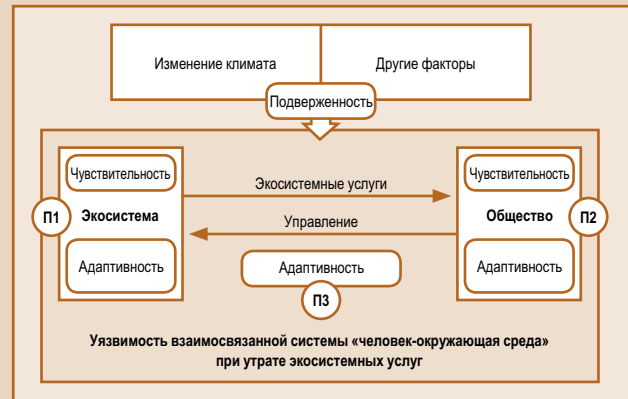 Изменение климата
Другие факторы
Подверженность
Чувствительность
Экосистемные услуги
Чувствительность
П1
Экосистема
Управление
Общество
П2
Адаптивность
Адаптивность
Адаптивность
П3
Уязвимость взаимосвязанной системы «человек-окружающая среда»
при утрате экосистемных услуг